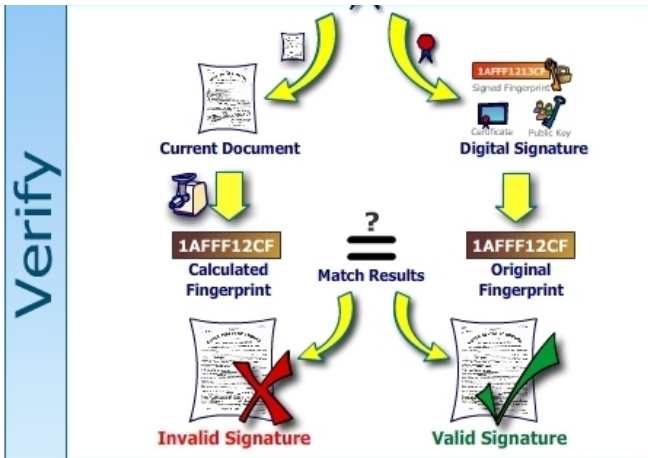 Verify
1AFFF1213CF
Signed Fingerprint
Certificate
Public Key
Current Document
Digital Signature
?
1AFFF12CF
=
1AFFF12CF
Calculated
Fingerprint
Match Results
Original
Fingerprint
Invalid Signature
Valid Signature